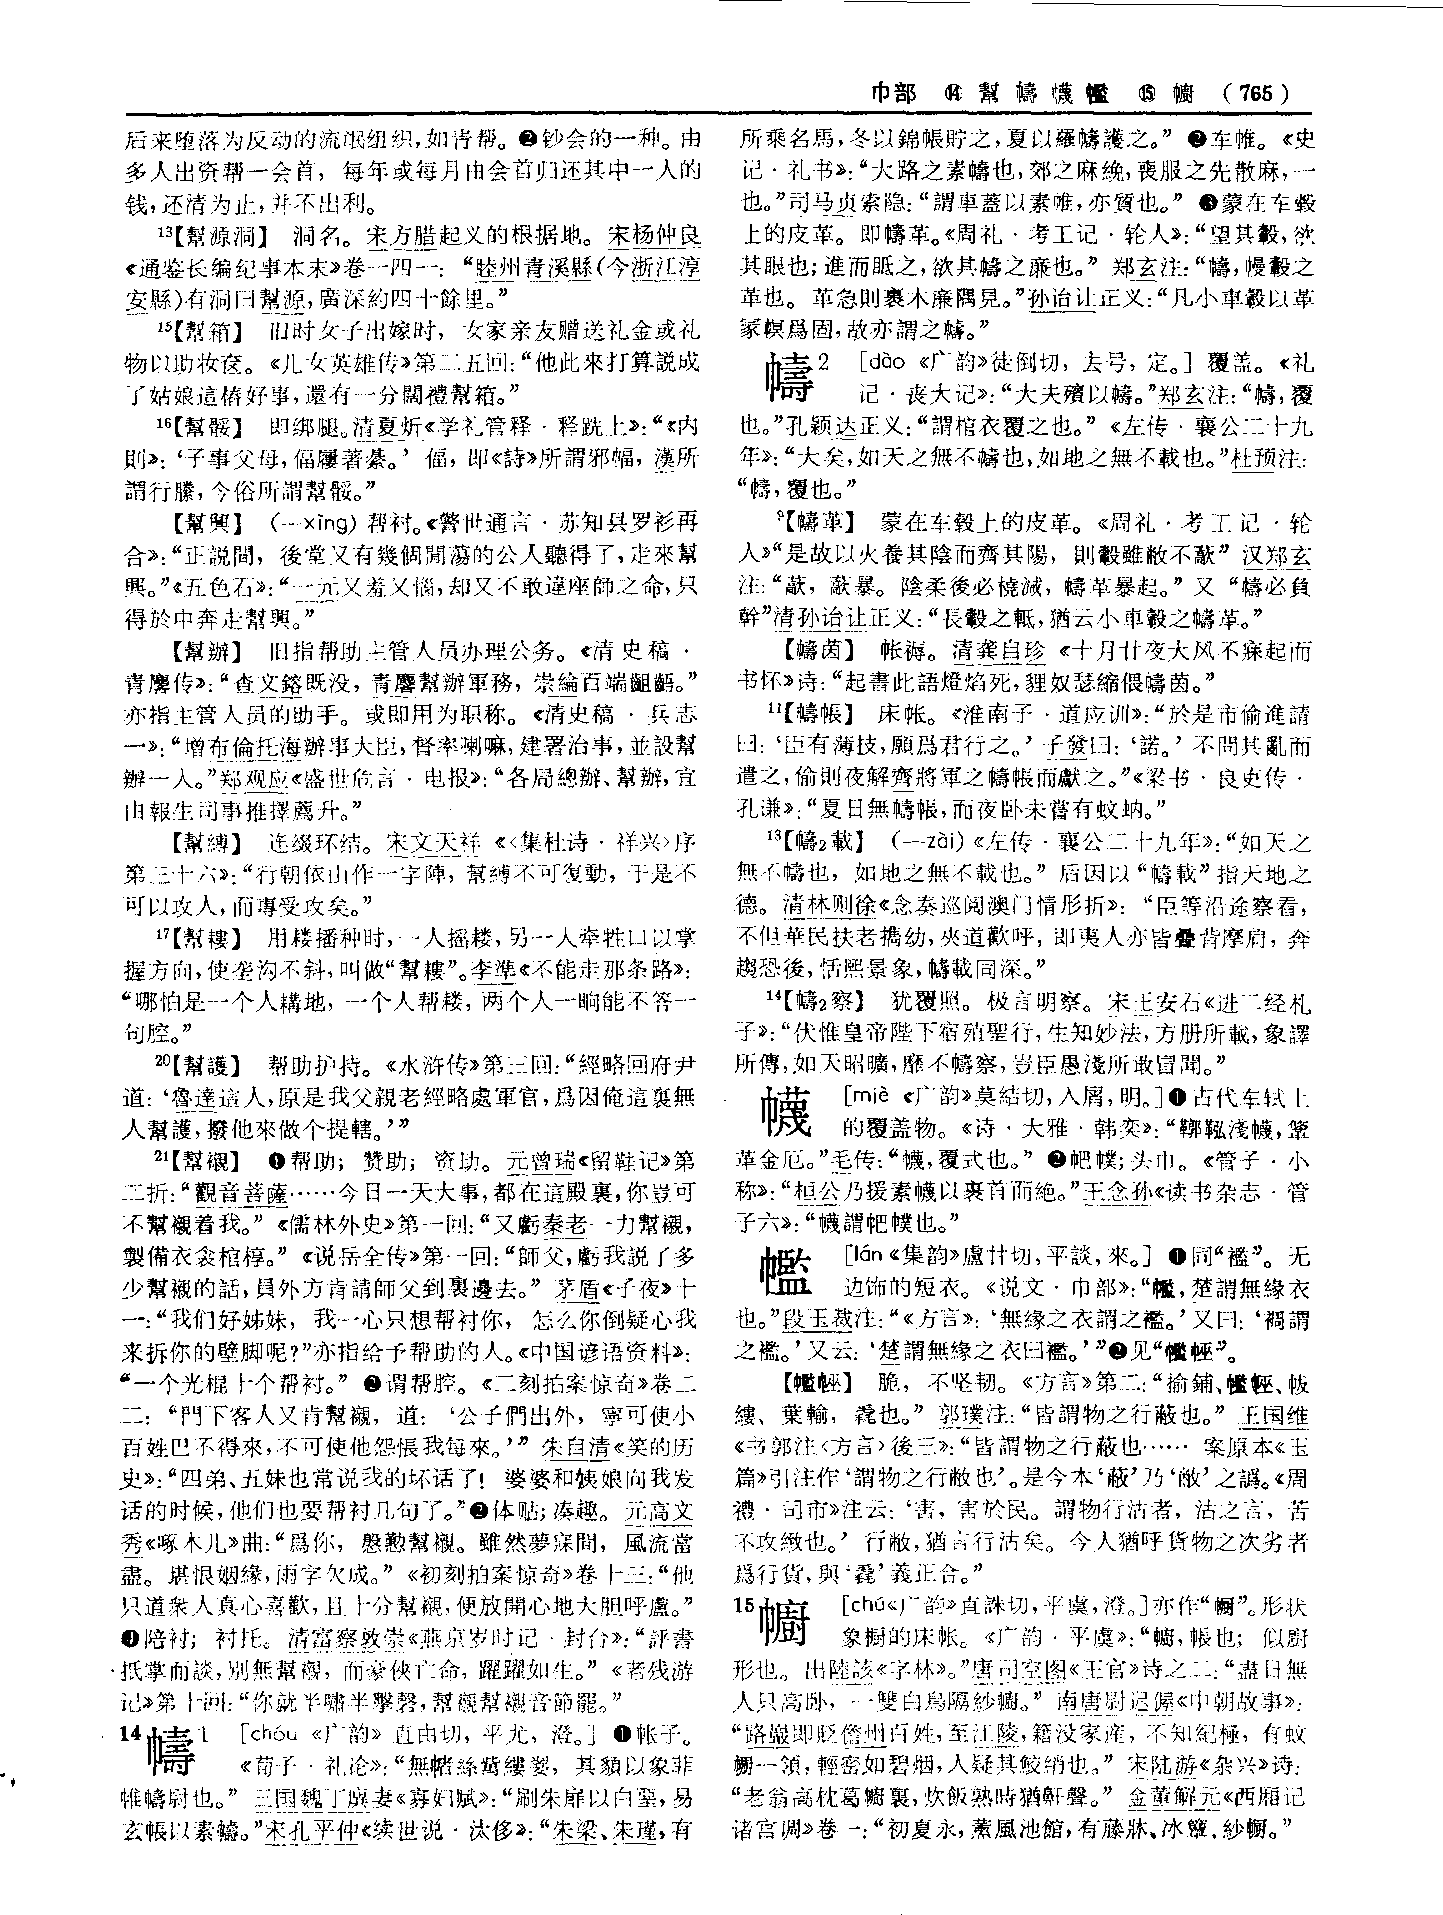 巾部 ⑭幫幬幭㡮 ⑮幮 （765）
后来堕落为反动的流氓组织，如青帮。❷钞会的一种。由
多人出资帮一会首，每年或每月由会首归还其中一人的
钱，还清为止，并不出利。
13【幫源洞】 洞名。宋方腊起义的根据地。宋杨仲良
《通鉴长编纪事本末》卷一四一：“睦州青溪縣(今浙江淳
安縣)有洞曰幫源，廣深約四十餘里。”
15【幫箱】 旧时女子出嫁时，女家亲友赠送礼金或礼
物以助妆奁。《儿女英雄传》第二五回：“他此來打算説成
了姑娘這樁好事，還有一分闊禮幫箱。”
16【幫骽】 即绑腿。清夏炘《学礼管释·释跣上》：“《内
則》：‘子事父母，偪屨著綦。’偪，即《詩》所謂邪幅，漢所
謂行縢，今俗所謂幫骽。”
【幫興】 (—xìng) 帮衬。《警世通言·苏知县罗衫再
合》：“正説間，後堂又有幾個閒蕩的公人聽得了，走來幫
興。”《五色石》：“一元又羞又惱，却又不敢違座師之命，只
得於中奔走幫興。”
【幫辦】 旧指帮助主管人员办理公务。《清史稿·
青麐传》：“查文鎔既没，青麐幫辦軍務，崇綸百端齟齬。”
亦指主管人员的助手。或即用为职称。《清史稿·兵志
一》：“增布倫托海辦事大臣，督率喇嘛，建署治事，並設幫
辦一人。”郑观应《盛世危言·电报》：“各局總辦、幫辦，宜
由報生司事推擇薦升。”
【幫縛】 连缀环结。宋文天祥《〈集杜诗·祥兴〉序
第三十六》：“行朝依山作一字陣，幫縛不可復動，于是不
可以攻人，而專受攻矣。”
17【幫耬】 用耧播种时，一人摇耧，另一人牵牲口以掌
握方向，使垄沟不斜，叫做“幫耬”。李準《不能走那条路》：
“哪怕是一个人耩地，一个人帮耧，两个人一晌能不答一
句腔。”
20【幫護】 帮助护持。《水浒传》第三回：“經略回府尹
道：‘魯達這人，原是我父親老經略處軍官，爲因俺這裏無
人幫護，撥他來做个提轄。’”
21【幫襯】 ❶帮助；赞助；资助。元曾瑞《留鞋记》第
二折：“觀音菩薩……今日一天大事，都在這殿裏，你豈可
不幫襯着我。”《儒林外史》第一回：“又虧秦老一力幫襯，
製備衣衾棺槨。”《说岳全传》第一回：“師父，虧我説了多
少幫襯的話，員外方肯請師父到裏邊去。”茅盾《子夜》十
一：“我们好姊妹，我一心只想帮衬你，怎么你倒疑心我
来拆你的壁脚呢？”亦指给予帮助的人。《中国谚语资料》：
“一个光棍十个帮衬。”❷谓帮腔。《二刻拍案惊奇》卷二
二：“門下客人又肯幫襯，道：‘公子們出外，寧可使小
百姓巴不得來，不可使他怨悵我每來。’”朱自清《笑的历
史》：“四弟、五妹也常说我的坏话了！婆婆和姨娘向我发
话的时候，他们也要帮衬几句了。”❷体贴；凑趣。元高文
秀《啄木儿》曲：“爲你，慇懃幫襯。雖然夢寐間，風流當
盡。堪恨姻緣，兩字欠成。”《初刻拍案惊奇》卷十三：“他
只道衆人真心喜歡，且十分幫襯，便放開心地大胆呼盧。”
❹陪衬；衬托。清富察敦崇《燕京岁时记·封台》：“評書
抵掌而談，别無幫襯，而豪俠亡命，躍躍如生。”《老残游
记》第十回：“你就半嘯半擊磬，幫襯幫襯音節罷。”
14幬1 [chóu《广韵》直由切，平尤，澄。] ❶帐子。
《荀子·礼论》：“無帾絲歶縷翣，其䫉以象菲
帷幬尉也。”三国魏丁廙妻《寡妇赋》：“刷朱扉以白堊，易
玄帳以素幬。”宋孔平仲《续世说·汰侈》：“朱梁、朱瑾，有
所乘名馬，冬以錦帳貯之，夏以羅幬護之。”❷车帷。《史
记·礼书》：“大路之素幬也，郊之麻絻，喪服之先散麻，一
也。”司马贞索隐：“謂車蓋以素帷，亦質也。”❸蒙在车毂
上的皮革。即幬革。《周礼·考工记·轮人》：“望其轂，欲
其眼也；進而眡之，欲其幬之廉也。”郑玄注：“幬，幔轂之
革也。革急則裹木廉隅見。”孙诒让正义：“凡小車轂以革
冡幎爲固，故亦謂之幬。”
幬2 [dào《广韵》徒倒切，去号，定。] 覆盖。《礼
记·丧大记》：“大夫殯以幬。”郑玄注：“幬，覆
也。”孔颖达正义：“謂棺衣覆之也。”《左传·襄公二十九
年》：“大矣，如天之無不幬也，如地之無不載也。”杜预注：
“幬，覆也。”
9【幬革】 蒙在车毂上的皮革。《周礼·考工记·轮
人》“是故以火養其陰而齊其陽，則轂雖敝不藃”汉郑玄
注：“藃，藃暴。陰柔後必橈減，幬革暴起。”又“幬必負
幹”清孙诒让正义：“長轂之軝，猶云小車轂之幬革。”
【幬茵】 帐褥。清龚自珍《十月廿夜大风不寐起而
书怀》诗：“起書此語燈焰死，貍奴瑟縮偎幬茵。”
11【幬帳】 床帐。《淮南子·道应训》：“於是市偷進請
曰：‘臣有薄技，願爲君行之。’子發曰：‘諾。’不問其亂而
遣之，偷則夜解齊將軍之幬帳而獻之。”《梁书·良吏传·
孔谦》：“夏日無幬帳，而夜卧未嘗有蚊蚋。”
13【幬2載】 (—zài)《左传·襄公二十九年》：“如天之
無不幬也，如地之無不載也。”后因以“幬載”指天地之
德。清林则徐《念奏巡阅澳门情形折》：“臣等沿途察看，
不但華民扶老攜幼，夾道歡呼，即夷人亦皆疊背摩肩，奔
趨恐後，恬熙景象，幬載同深。”
14【幬2察】 犹覆照。极言明察。宋王安石《进二经札
子》：“伏惟皇帝陛下宿殖聖行，生知妙法，方册所載，象譯
所傳，如天昭曠，靡不幬察，豈臣愚淺所敢冒聞。”
幭 [miè《广韵》莫结切，入屑，明。]❶古代车轼上
的覆盖物。《诗·大雅·韩奕》：“鞹鞃淺幭，鞗
革金厄。”毛传：“幭，覆式也。”❷帊幞；头巾。《管子·小
称》：“桓公乃援素幭以裹首而絶。”王念孙《读书杂志·管
子六》：“幭謂帊幞也。”
㡮 [lán《集韵》盧甘切，平談，來。] ❶同“襤”。无
边饰的短衣。《说文·巾部》：“㡮，楚謂無緣衣
也。”段玉裁注：“《方言》：‘無緣之衣謂之襤。’又曰：‘裯謂
之襤。’又云：‘楚謂無緣之衣曰襤。’”❷见“㡮㡉”。
【㡮㡉】 脆，不坚韧。《方言》第二：“揄鋪、㡮㡉、帗
縷、葉輸，毳也。”郭璞注：“皆謂物之行蔽也。”王国维
《书郭注〈方言〉後三》：“皆謂物之行蔽也…… 案原本《玉
篇》引注作‘謂物之行敝也’。是今本‘蔽’乃‘敝’之譌。《周
禮·司市》注云：‘害，害於民。謂物行沽者，沽之言，苦
不攻緻也。’行敝，猶言行沽矣。今人猶呼貨物之次劣者
爲行貨，與‘毳’義正合。”
15幮 [chú《广韵》直誅切，平虞，澄。]亦作“㡡”。形状
象橱的床帐。《广韵·平虞》：“幮，帳也；似廚
形也。出陸該《字林》。”唐司空图《王官》诗之二：“盡日無
人只高卧，一雙白鳥隔紗幮。”南唐尉迟偓《中朝故事》：
“路巖即貶儋州百姓，至江陵，籍没家産，不知紀極，有蚊
㡡一領，輕密如碧烟，人疑其鮫綃也。”宋陆游《杂兴》诗：
“老翁高枕葛幮裏，炊飯熟時猶鼾聲。”金董解元《西厢记
诸宫调》卷一：“初夏永，薰風池館，有藤牀、冰簟、紗㡡。”